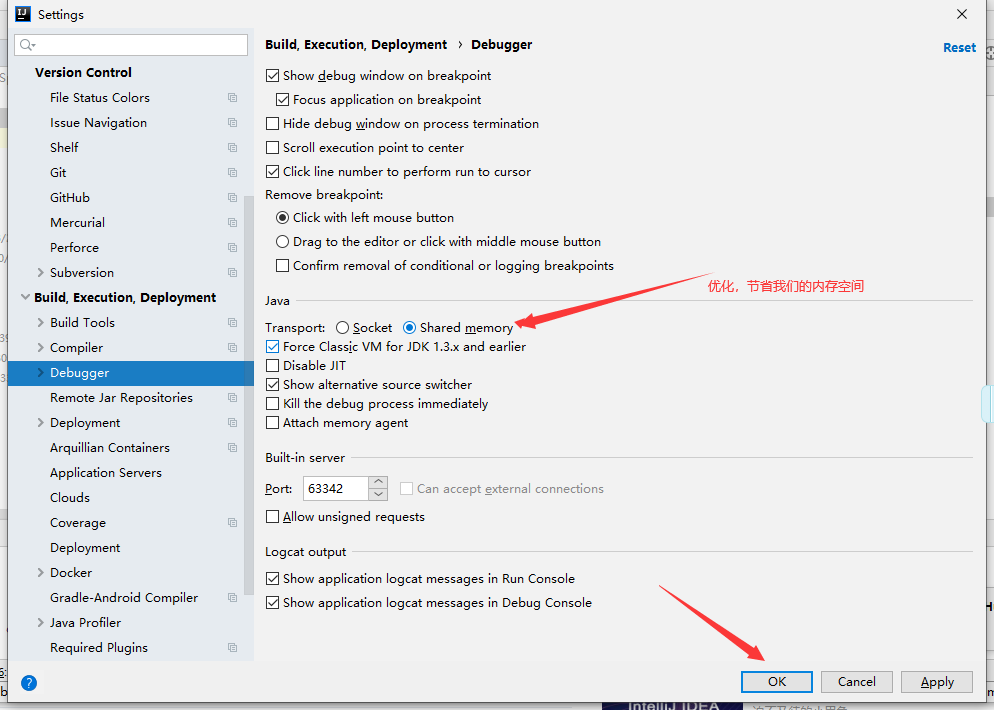 Settings
Version Control
File Status Colors
Issue Navigation
Shelf
Git
GitHub
Mercurial
Perforce
Subversion
Build, Execution, Deployment
Build Tools
Compiler
Debugger
Remote Jar Repositories
Deployment
Arquillian Containers
Application Servers
Clouds
Coverage
Deployment
Docker
Gradle-Android Compiler
Java Profiler
Required Plugins
Build, Execution, Deployment › Debugger
Reset
Show debug window on breakpoint
Focus application on breakpoint
Hide debug window on process termination
Scroll execution point to center
Click line number to perform run to cursor
Remove breakpoint:
Click with left mouse button
Drag to the editor or click with middle mouse button
Confirm removal of conditional or logging breakpoints
优化，节省我们的内存空间
Java
Transport: Socket Shared memory
Force Classic VM for JDK 1.3.x and earlier
Disable JIT
Show alternative source switcher
Kill the debug process immediately
Attach memory agent
Built-in server
Port: 63342 Can accept external connections
Allow unsigned requests
Logcat output
Show application logcat messages in Run Console
Show application logcat messages in Debug Console
? OK Cancel Apply
IntelliJ IDEA